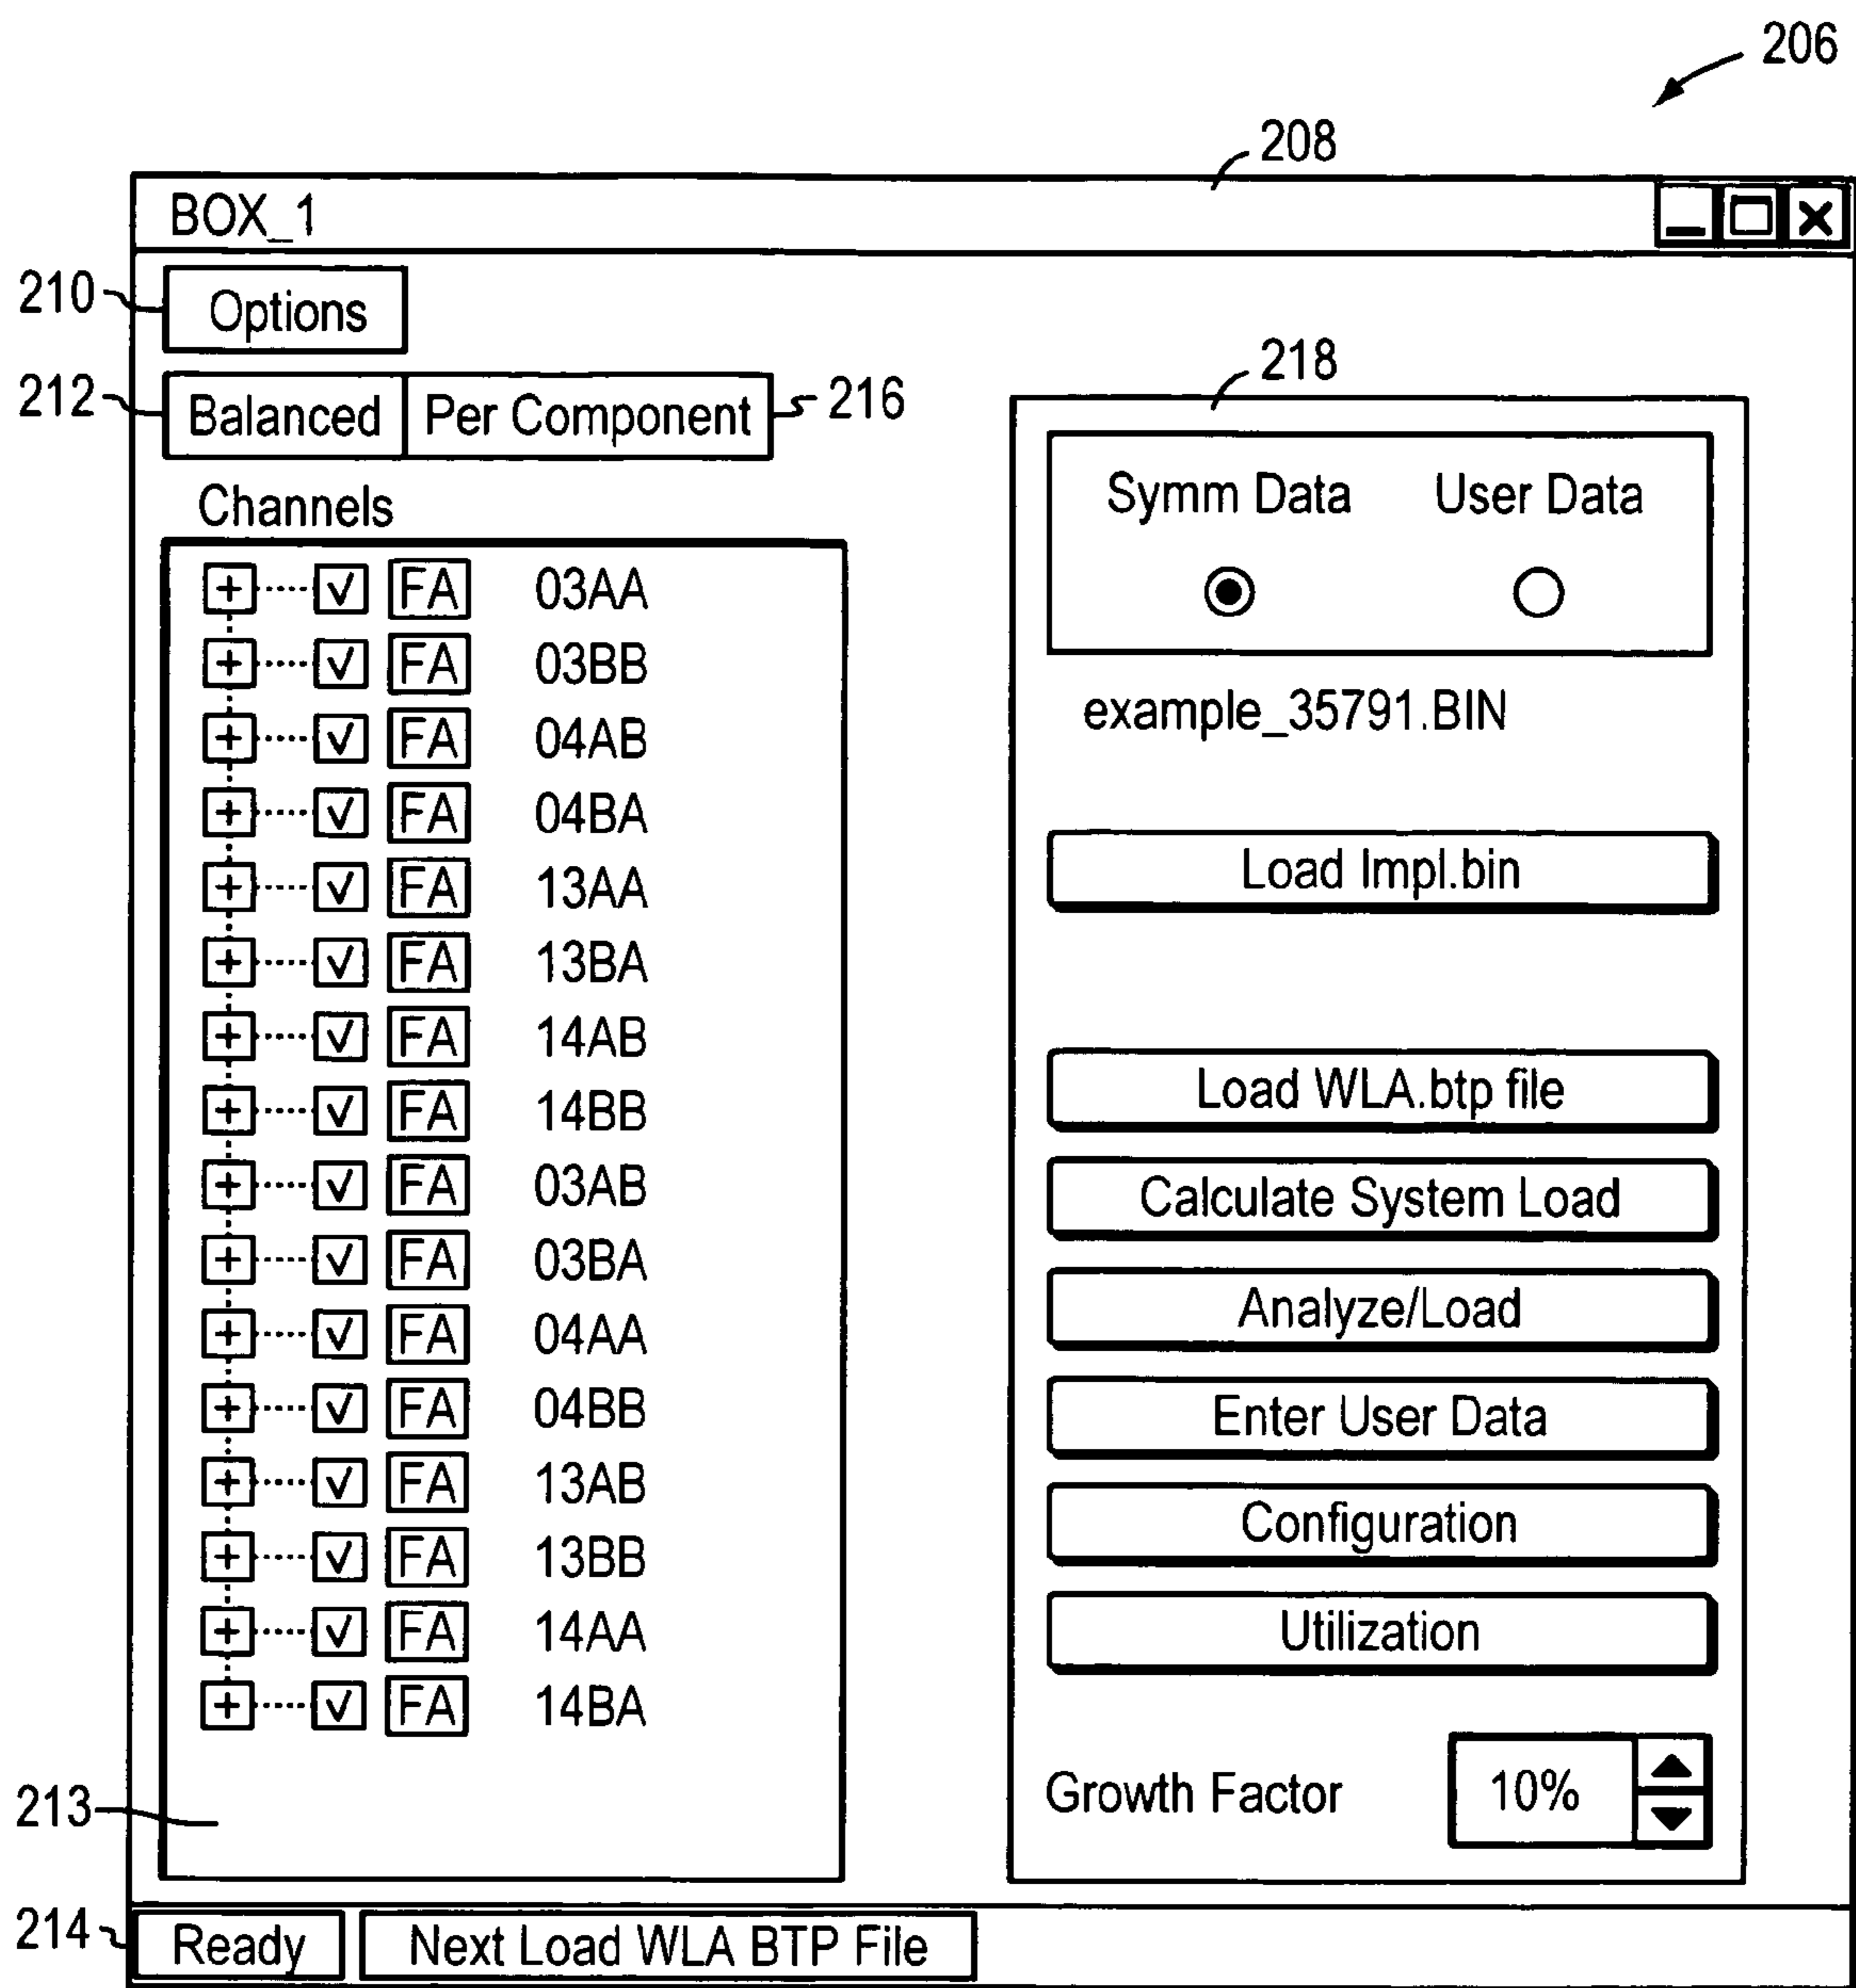 206
208
BOX_1
210
Options
212
Balanced
Per Component
216
Channels
FA 03AA
FA 03BB
FA 04AB
FA 04BA
FA 13AA
FA 13BA
FA 14AB
FA 14BB
FA 03AB
FA 03BA
FA 04AA
FA 04BB
FA 13AB
FA 13BB
FA 14AA
FA 14BA
213
218
Symm Data
User Data
example_35791.BIN
Load Impl.bin
Load WLA.btp file
Calculate System Load
Analyze/Load
Enter User Data
Configuration
Utilization
Growth Factor
10%
214
Ready
Next Load WLA BTP File